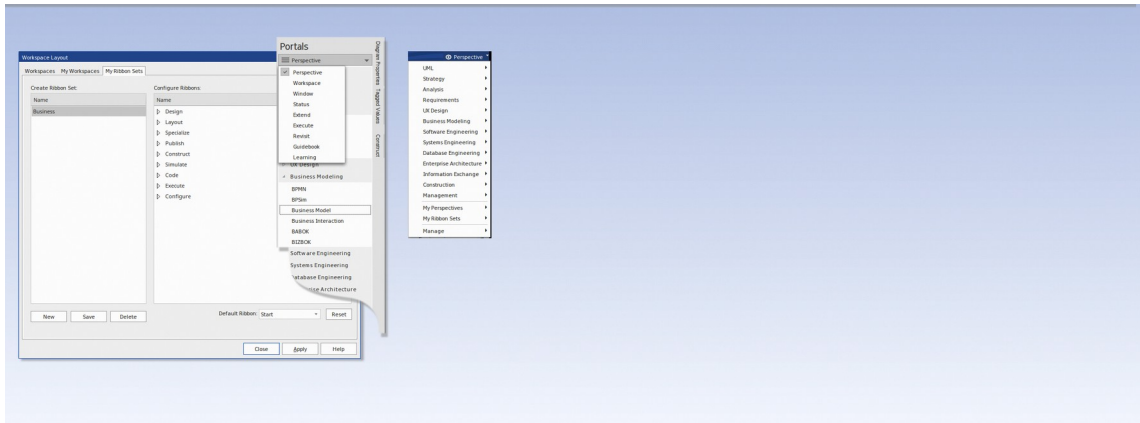 Workspace Layout
Workspaces My Workspaces My Ribbon Sets
Create Ribbon Set:
Name
Business
Configure Ribbons:
Name
Design
Layout
Specialize
Publish
Construct
Simulate
Code
Execute
Configure
New Save Delete
Default Ribbon: Start Reset
Close Apply Help
Portals
Perspective
Perspective
Workspace
Window
Status
Extend
Execute
Revisit
Guidebook
Learning
UX Design
Business Modeling
BPMN
BPSim
Business Model
Business Interaction
BABOK
BIZBOK
Software Engineering
Systems Engineering
Engineering
Architecture
Diagram Properties
Tagged Values
Construct
Perspective
UML
Strategy
Analysis
Requirements
UX Design
Business Modeling
Software Engineering
Systems Engineering
Database Engineering
Enterprise Architecture
Information Exchange
Construction
Management
My Perspectives
My Ribbon Sets
Manage